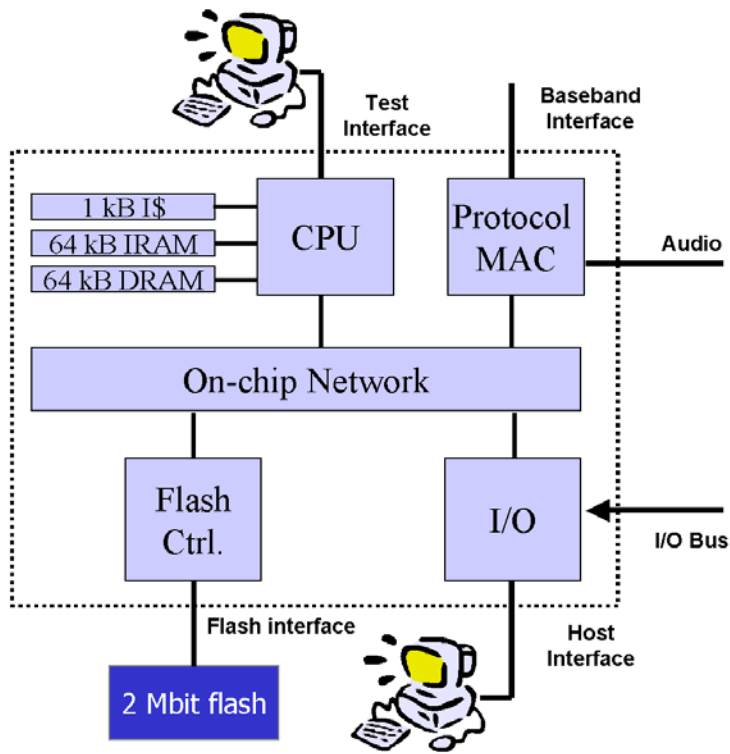 Test
Interface
Baseband
Interface
1 kB I$
64 kB IRAM
64 kB DRAM
CPU
Protocol
MAC
Audio
On-chip Network
Flash
Ctrl.
I/O
I/O Bus
Flash interface
Host
Interface
2 Mbit flash